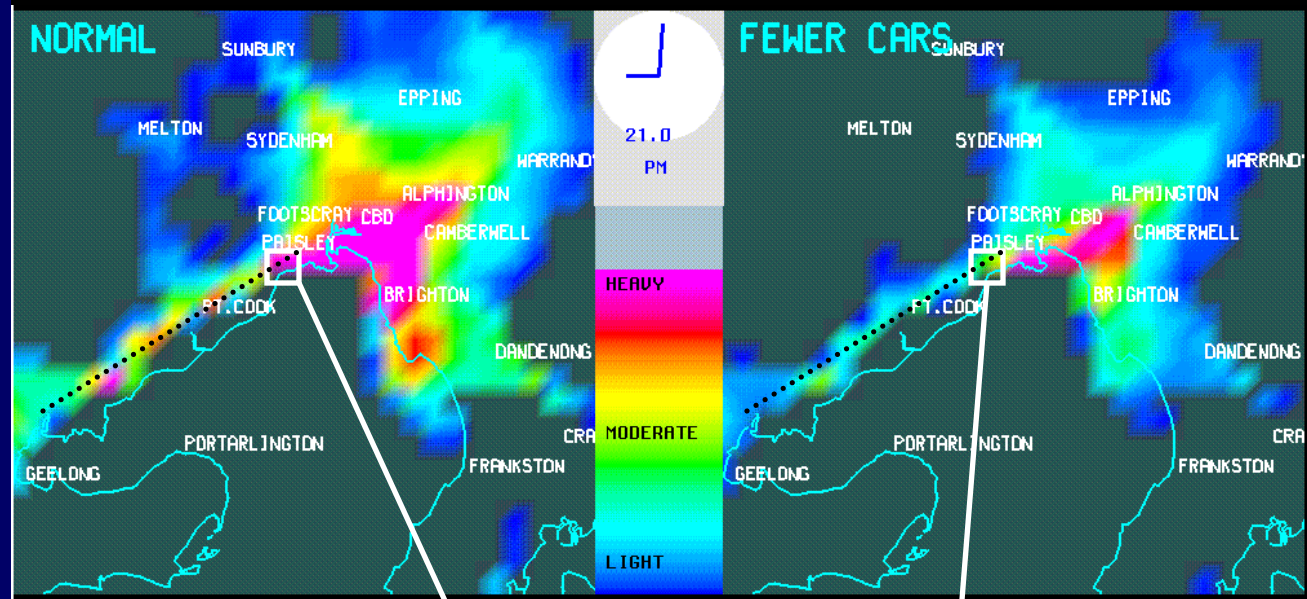 NORMAL
SUNBURY
EPPING
MELTON
SYDENHAM
ALPHINGTON
FOOTSCRAY
CBD
CAMBERWELL
PAISLEY
BRIGHTON
PT.COOK
DANDENONG
CRA
PORTARLINGTON
FRANKSTON
GEELONG
21.0
PM
HEAVY
MODERATE
LIGHT
FEWER CARS
SUNBURY
EPPING
MELTON
SYDENHAM
ALPHINGTON
FOOTSCRAY
CBD
CAMBERWELL
PAISLEY
BRIGHTON
PT.COOK
DANDENONG
CRA
PORTARLINGTON
FRANKSTON
GEELONG